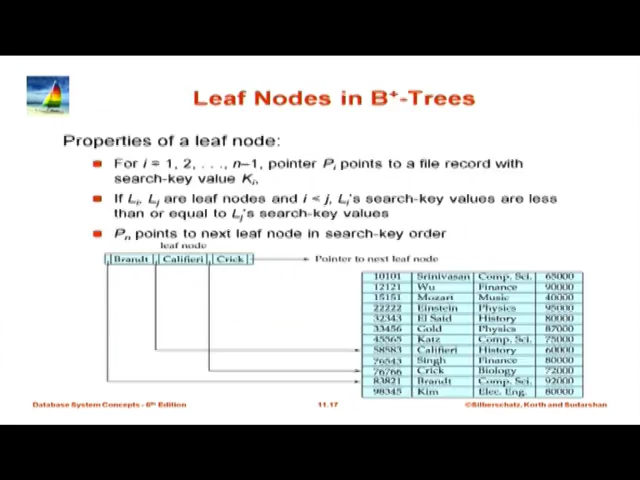 Leaf Nodes in B+-Trees
Properties of a leaf node:
For i = 1, 2, . . ., n–1, pointer Pi points to a file record with
search-key value Ki,
If Li, Lj are leaf nodes and i < j, Li's search-key values are less
than or equal to Lj's search-key values
Pn points to next leaf node in search-key order
leaf node
Brandt Califieri Crick
Pointer to next leaf node
10101 Srinivasan Comp. Sci. 65000
12121 Wu Finance 90000
15151 Mozart Music 40000
22222 Einstein Physics 95000
32343 El Said History 80000
33456 Gold Physics 87000
45565 Katz Comp. Sci. 75000
58583 Califieri History 60000
76543 Singh Finance 80000
76766 Crick Biology 72000
83821 Brandt Comp. Sci. 92000
98345 Kim Elec. Eng. 80000
Database System Concepts - 6th Edition
11.17
©Silberschatz, Korth and Sudarshan